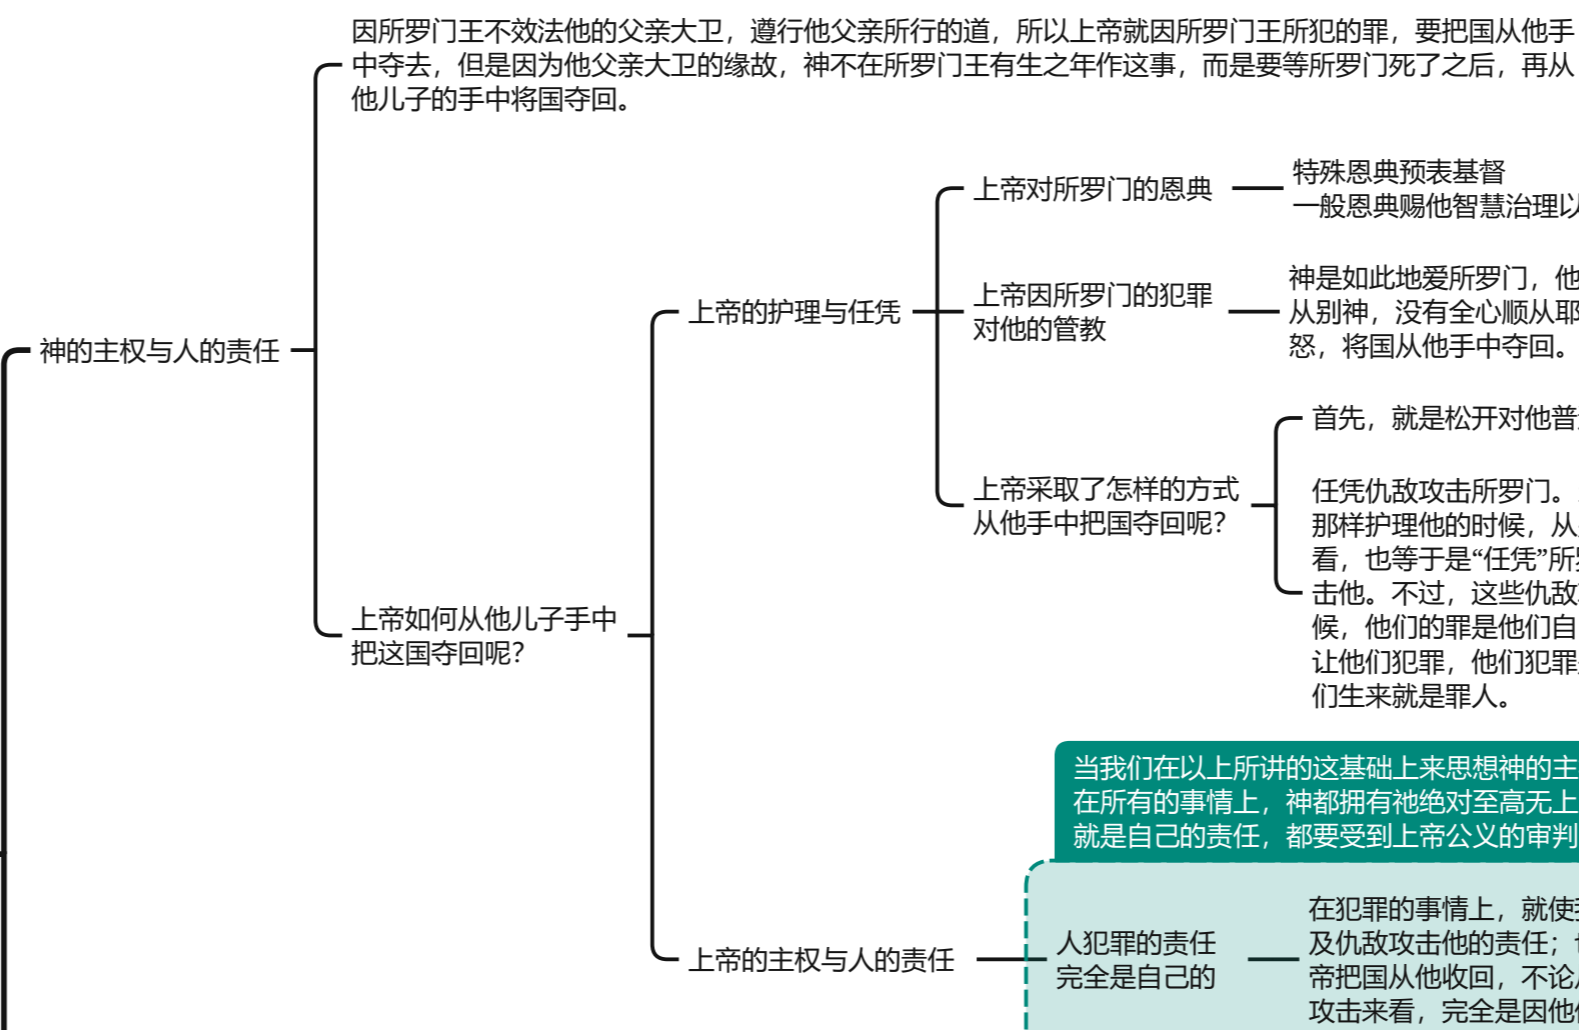 因所罗门王不效法他的父亲大卫，遵行他父亲所行的道，所以上帝就因所罗门王所犯的罪，要把国从他手
中夺去，但是因为他父亲大卫的缘故，神不在所罗门王有生之年作这事，而是要等所罗门死了之后，再从
他儿子的手中将国夺回。
上帝对所罗门的恩典
特殊恩典预表基督
一般恩典赐他智慧治理以
神是如此地爱所罗门，他
上帝因所罗门的犯罪
对他的管教
从别神，没有全心顺从耶
怒，将国从他手中夺回。
上帝的护理与任凭
神的主权与人的责任
首先，就是松开对他普
上帝采取了怎样的方式
从他手中把国夺回呢？
任凭仇敌攻击所罗门。
那样护理他的时候，从
看，也等于是“任凭”所
击他。不过，这些仇敌
候，他们的罪是他们自
让他们犯罪，他们犯罪
们生来就是罪人。
上帝如何从他儿子手中
把这国夺回呢？
当我们在以上所讲的这基础上来思想神的主
在所有的事情上，神都拥有祂绝对至高无上
就是自己的责任，都要受到上帝公义的审判
上帝的主权与人的责任
人犯罪的责任
完全是自己的
在犯罪的事情上，就使
及仇敌攻击他的责任；
帝把国从他收回，不论
攻击来看，完全是因他